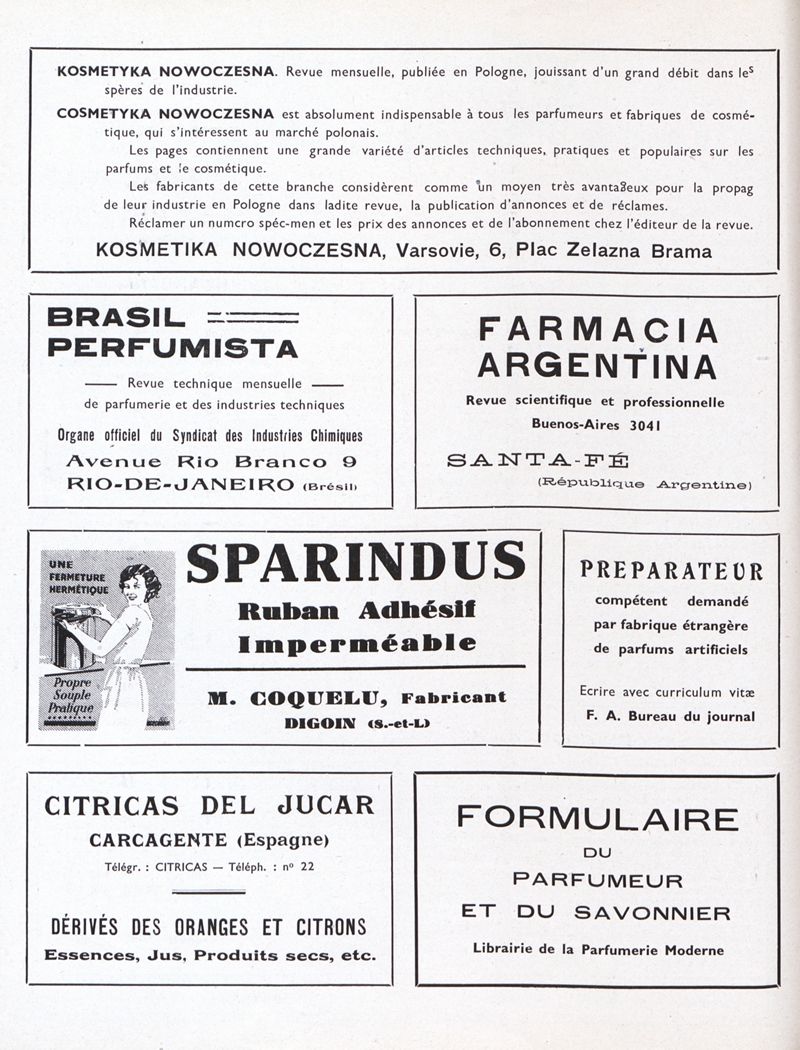 KOSMETYKA NOWOCZESNA. Revue mensuelle, publiée en Pologne, jouissant d'un grand débit dans les
spères de l'industrie.
COSMETYKA NOWOCZESNA est absolument indispensable à tous les parfumeurs et fabriques de cosmé-
tique, qui s'intéressent au marché polonais.
Les pages contiennent une grande variété d'articles techniques, pratiques et populaires sur les
parfums et le cosmétique.
Les fabricants de cette branche considèrent comme un moyen très avantageux pour la propag
de leur industrie en Pologne dans ladite revue, la publication d'annonces et de réclames.
Réclamer un numcro spéc-men et les prix des annonces et de l'abonnement chez l'éditeur de la revue.
KOSMETIKA NOWOCZESNA, Varsovie, 6, Plac Zelazna Brama
BRASIL
PERFUMISTA
Revue technique mensuelle
de parfumerie et des industries techniques
Organe officiel du Syndicat des Industries Chimiques
Avenue Rio Branco 9
RIO-DE-JANEIRO (Brésil)
FARMACIA
ARGENTINA
Revue scientifique et professionnelle
Buenos-Aires 3041
SANTA-FÉ
(République Argentine)
UNE
FERMETURE
HERMÉTIQUE
Propre
Souple
Pratique
SPARINDUS
Ruban Adhésif
Imperméable
M. COQUELU, Fabricant
DIGOIN (S.-et-L)
PREPARATEUR
compétent demandé
par fabrique étrangère
de parfums artificiels
Ecrire avec curriculum vitæ
F. A. Bureau du journal
CITRICAS DEL JUCAR
CARCAGENTE (Espagne)
Télégr. : CITRICAS — Téléph. : nº 22
DÉRIVÉS DES ORANGES ET CITRONS
Essences, Jus, Produits secs, etc.
FORMULAIRE
DU
PARFUMEUR
ET DU SAVONNIER
Librairie de la Parfumerie Moderne